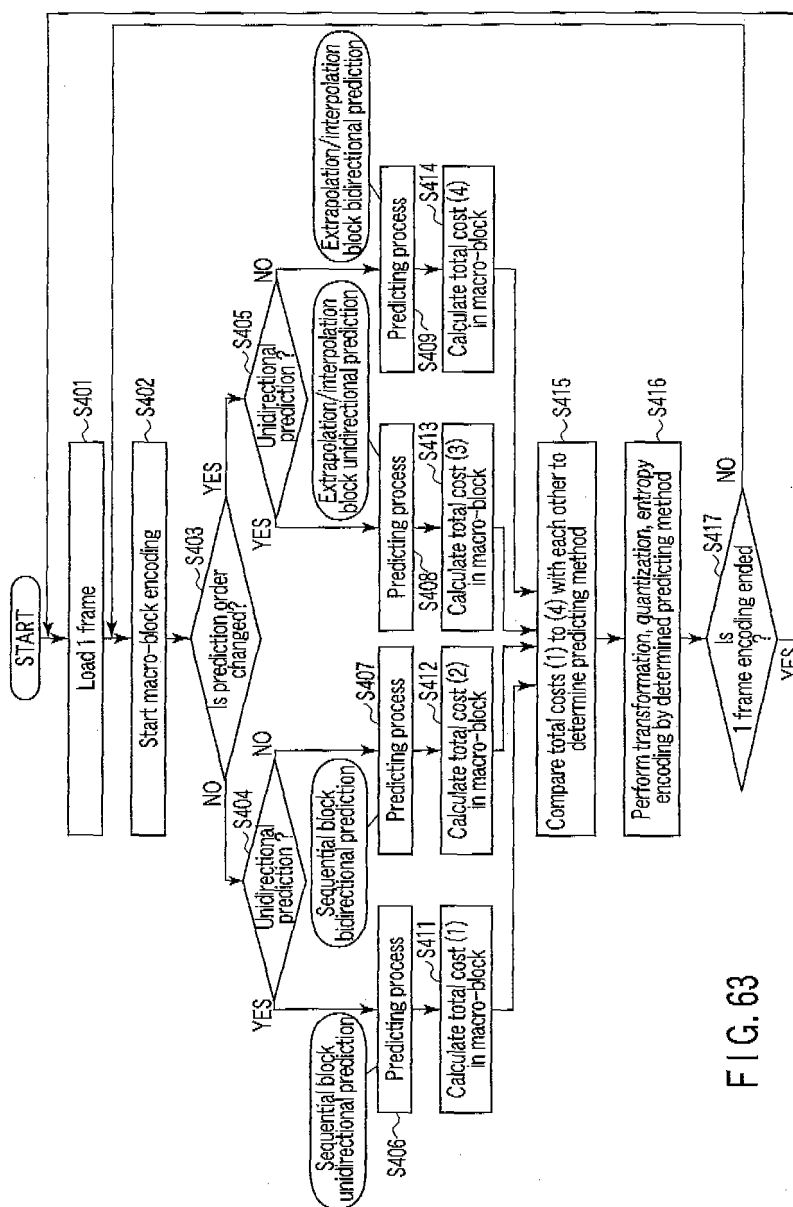 START
Load 1 frame
S401
Start macro-block encoding
S402
Is prediction order
changed?
S403
NO
YES
Unidirectional
prediction ?
S404
YES
NO
Unidirectional
prediction ?
S405
YES
NO
Sequential block
unidirectional prediction
Sequential block
bidirectional prediction
Extrapolation/interpolation
block unidirectional prediction
Extrapolation/interpolation
block bidirectional prediction
Predicting process
S406
Predicting process
S407
Predicting process
S408
Predicting process
S409
Calculate total cost (1)
in macro-block
S411
Calculate total cost (2)
in macro-block
S412
Calculate total cost (3)
in macro-block
S413
Calculate total cost (4)
in macro-block
S414
Compare total costs (1) to (4) with each other to
determine predicting method
S415
Perform transformation, quantization, entropy
encoding by determined predicting method
S416
Is
1 frame encoding ended
?
S417
NO
YES
FIG. 63